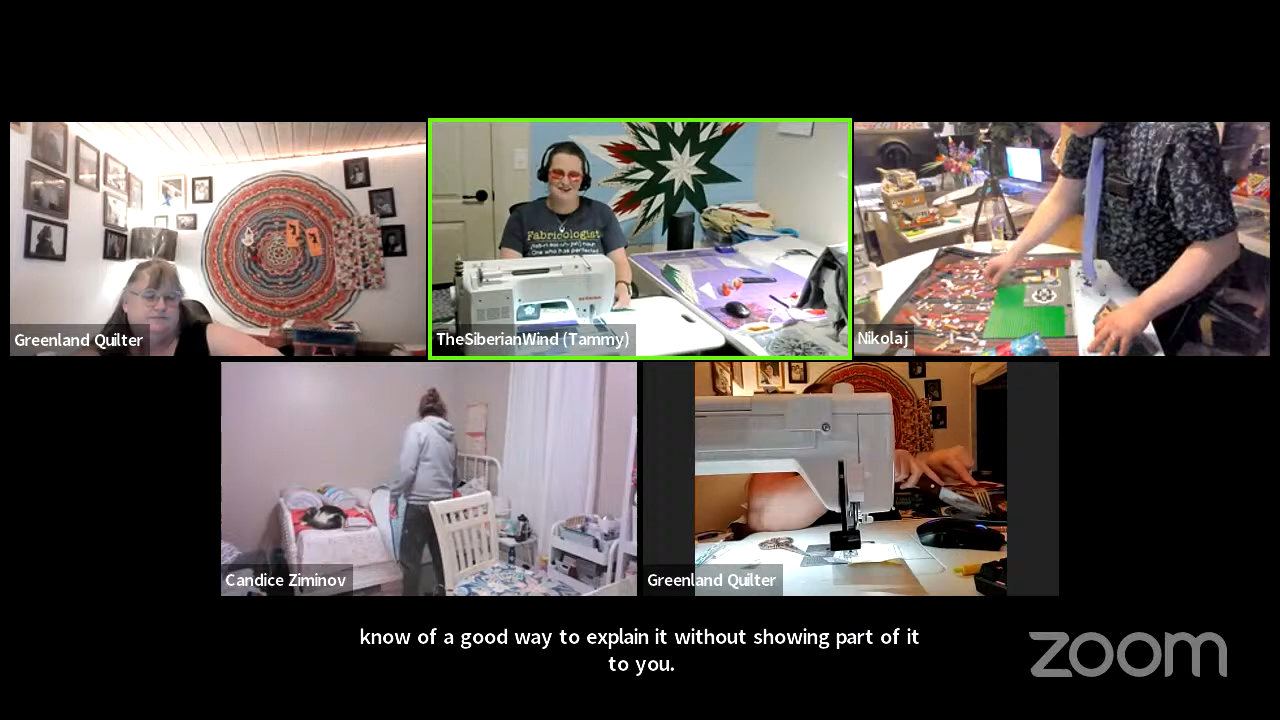 Greenland Quilter
Fabricologist
TheSiberianWind (Tammy)
Nikolaj
Candice Ziminov
Greenland Quilter
know of a good way to explain it without showing part of it
to you.
zoom